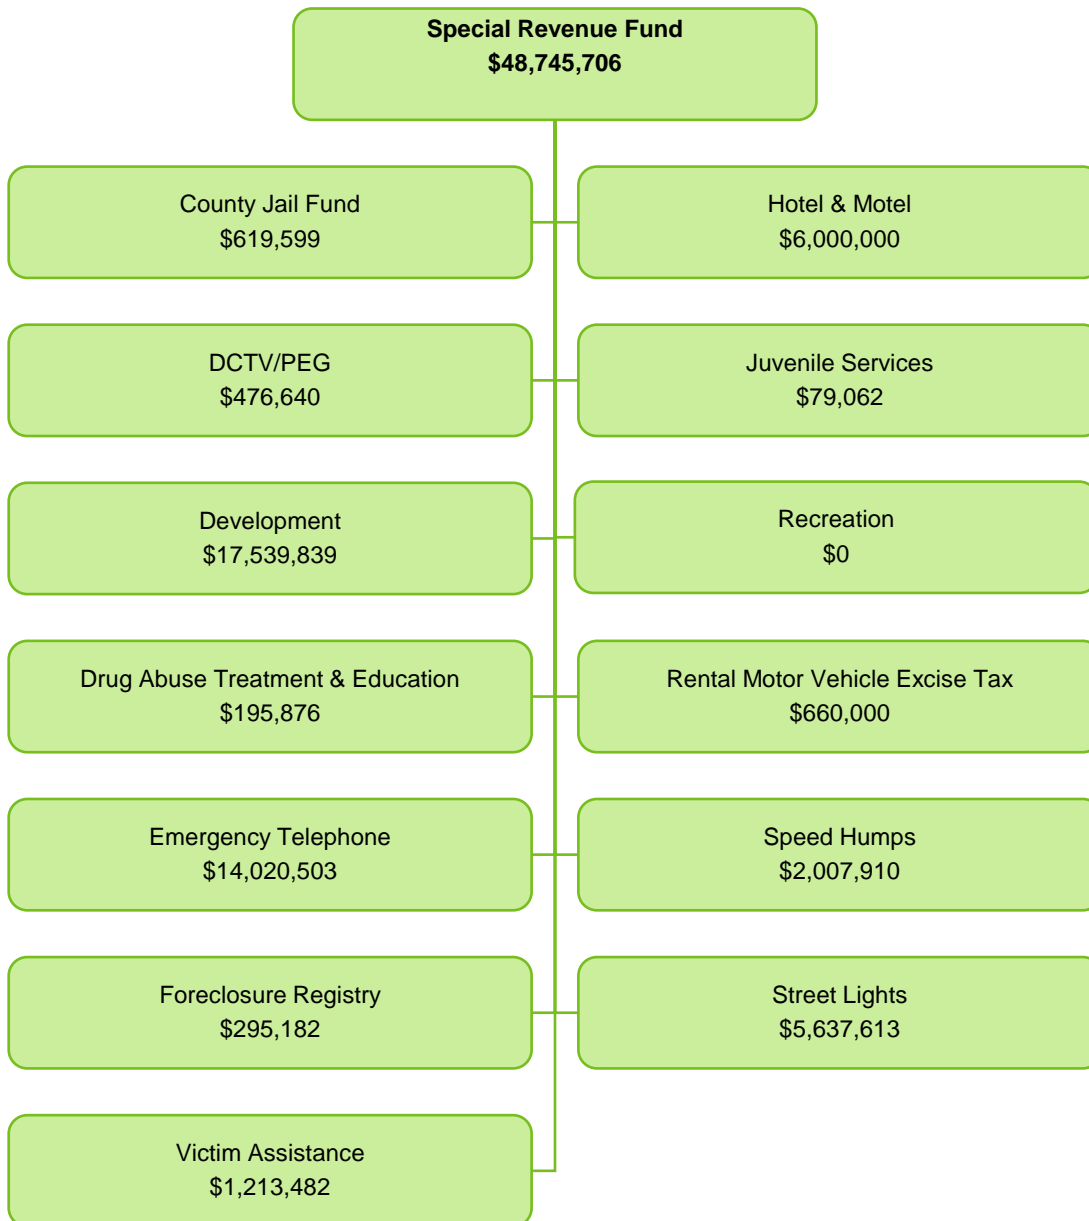 Special Revenue Fund
$48,745,706
County Jail Fund
$619,599
Hotel & Motel
$6,000,000
DCTV/PEG
$476,640
Juvenile Services
$79,062
Development
$17,539,839
Recreation
$0
Drug Abuse Treatment & Education
$195,876
Rental Motor Vehicle Excise Tax
$660,000
Emergency Telephone
$14,020,503
Speed Humps
$2,007,910
Foreclosure Registry
$295,182
Street Lights
$5,637,613
Victim Assistance
$1,213,482